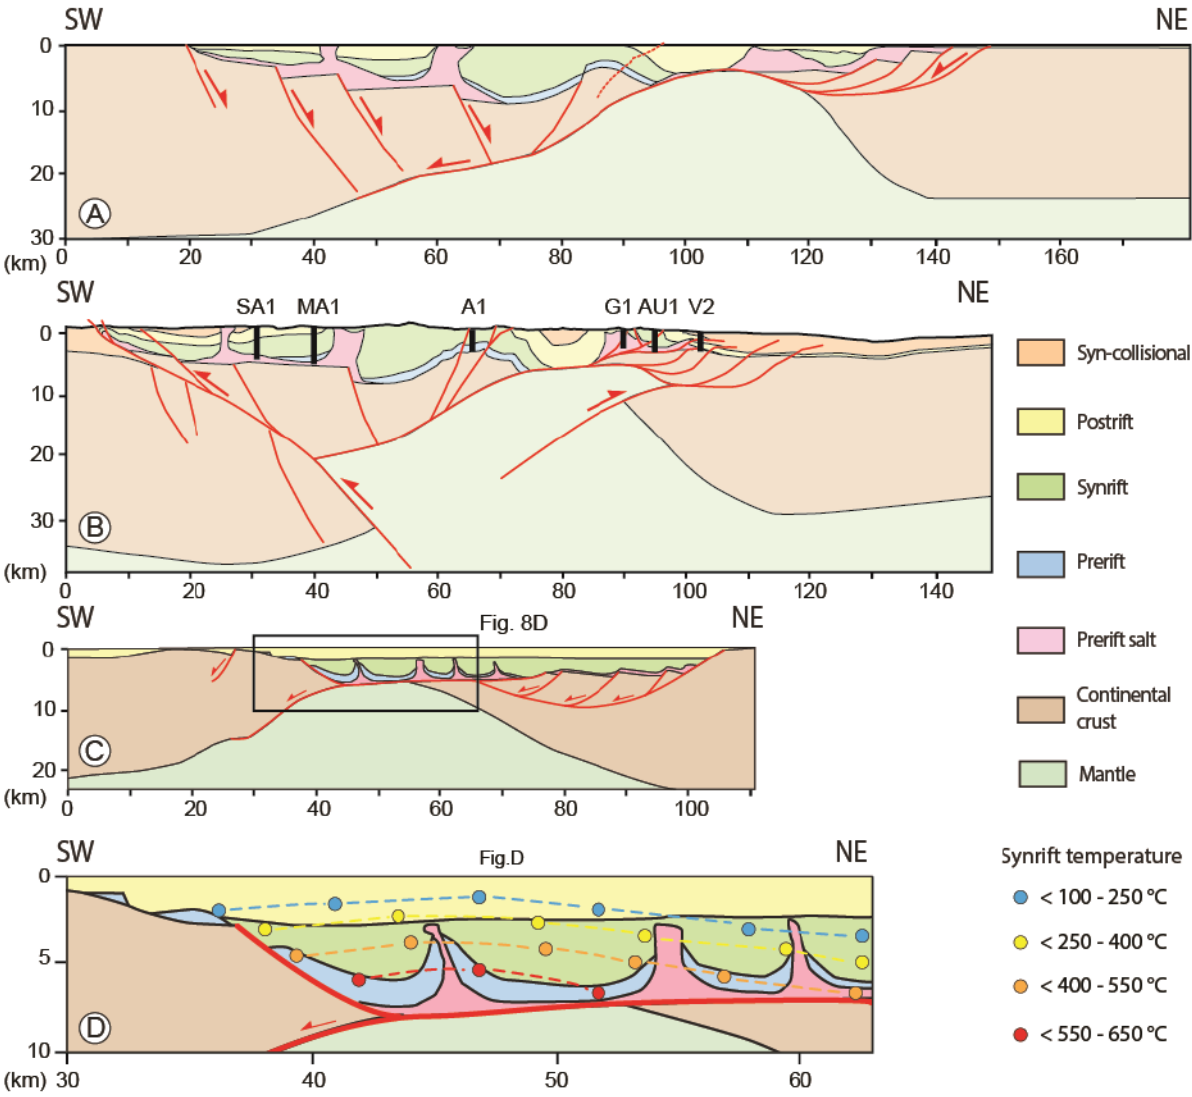 SW NE
0
10
20
30
A
(km) 0 20 40 60 80 100 120 140 160
SW NE
SA1 MA1 A1 G1 AU1 V2
0
10
20
30
B
(km) 0 20 40 60 80 100 120 140
SW Fig. 8D NE
0
10
20
C
(km) 0 20 40 60 80 100
SW Fig.D NE
0
5
10
D
(km) 30 40 50 60
Syn-collisional
Postrift
Synrift
Prerift
Prerift salt
Continental
crust
Mantle
Synrift temperature
< 100 - 250 °C
< 250 - 400 °C
< 400 - 550 °C
< 550 - 650 °C